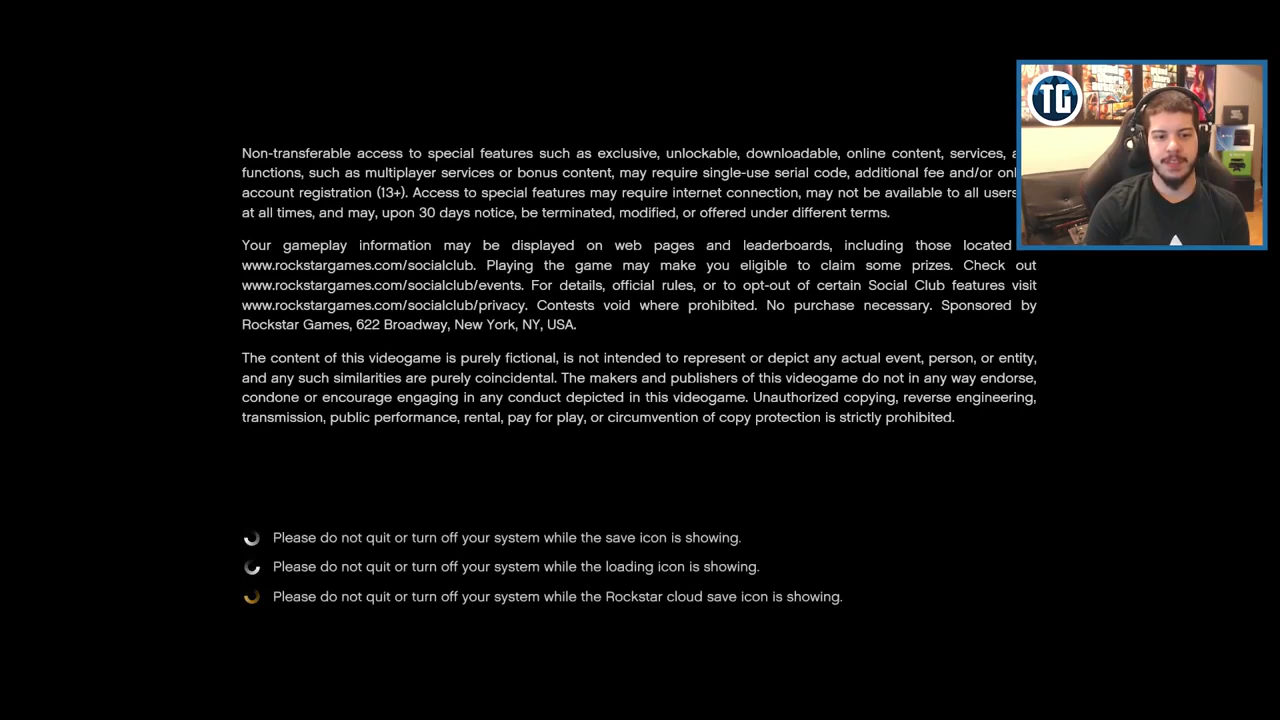 TG
Non-transferable access to special features such as exclusive, unlockable, downloadable, online content, services,
functions, such as multiplayer services or bonus content, may require single-use serial code, additional fee and/or
account registration (13+). Access to special features may require internet connection, may not be available to all users
at all times, and may, upon 30 days notice, be terminated, modified, or offered under different terms.
Your gameplay information may be displayed on web pages and leaderboards, including those located
www.rockstargames.com/socialclub. Playing the game may make you eligible to claim some prizes. Check out
www.rockstargames.com/socialclub/events. For details, official rules, or to opt-out of certain Social Club features visit
www.rockstargames.com/socialclub/privacy. Contests void where prohibited. No purchase necessary. Sponsored by
Rockstar Games, 622 Broadway, New York, NY, USA.
The content of this videogame is purely fictional, is not intended to represent or depict any actual event, person, or entity,
and any such similarities are purely coincidental. The makers and publishers of this videogame do not in any way endorse,
condone or encourage engaging in any conduct depicted in this videogame. Unauthorized copying, reverse engineering,
transmission, public performance, rental, pay for play, or circumvention of copy protection is strictly prohibited.
Please do not quit or turn off your system while the save icon is showing.
Please do not quit or turn off your system while the loading icon is showing.
Please do not quit or turn off your system while the Rockstar cloud save icon is showing.